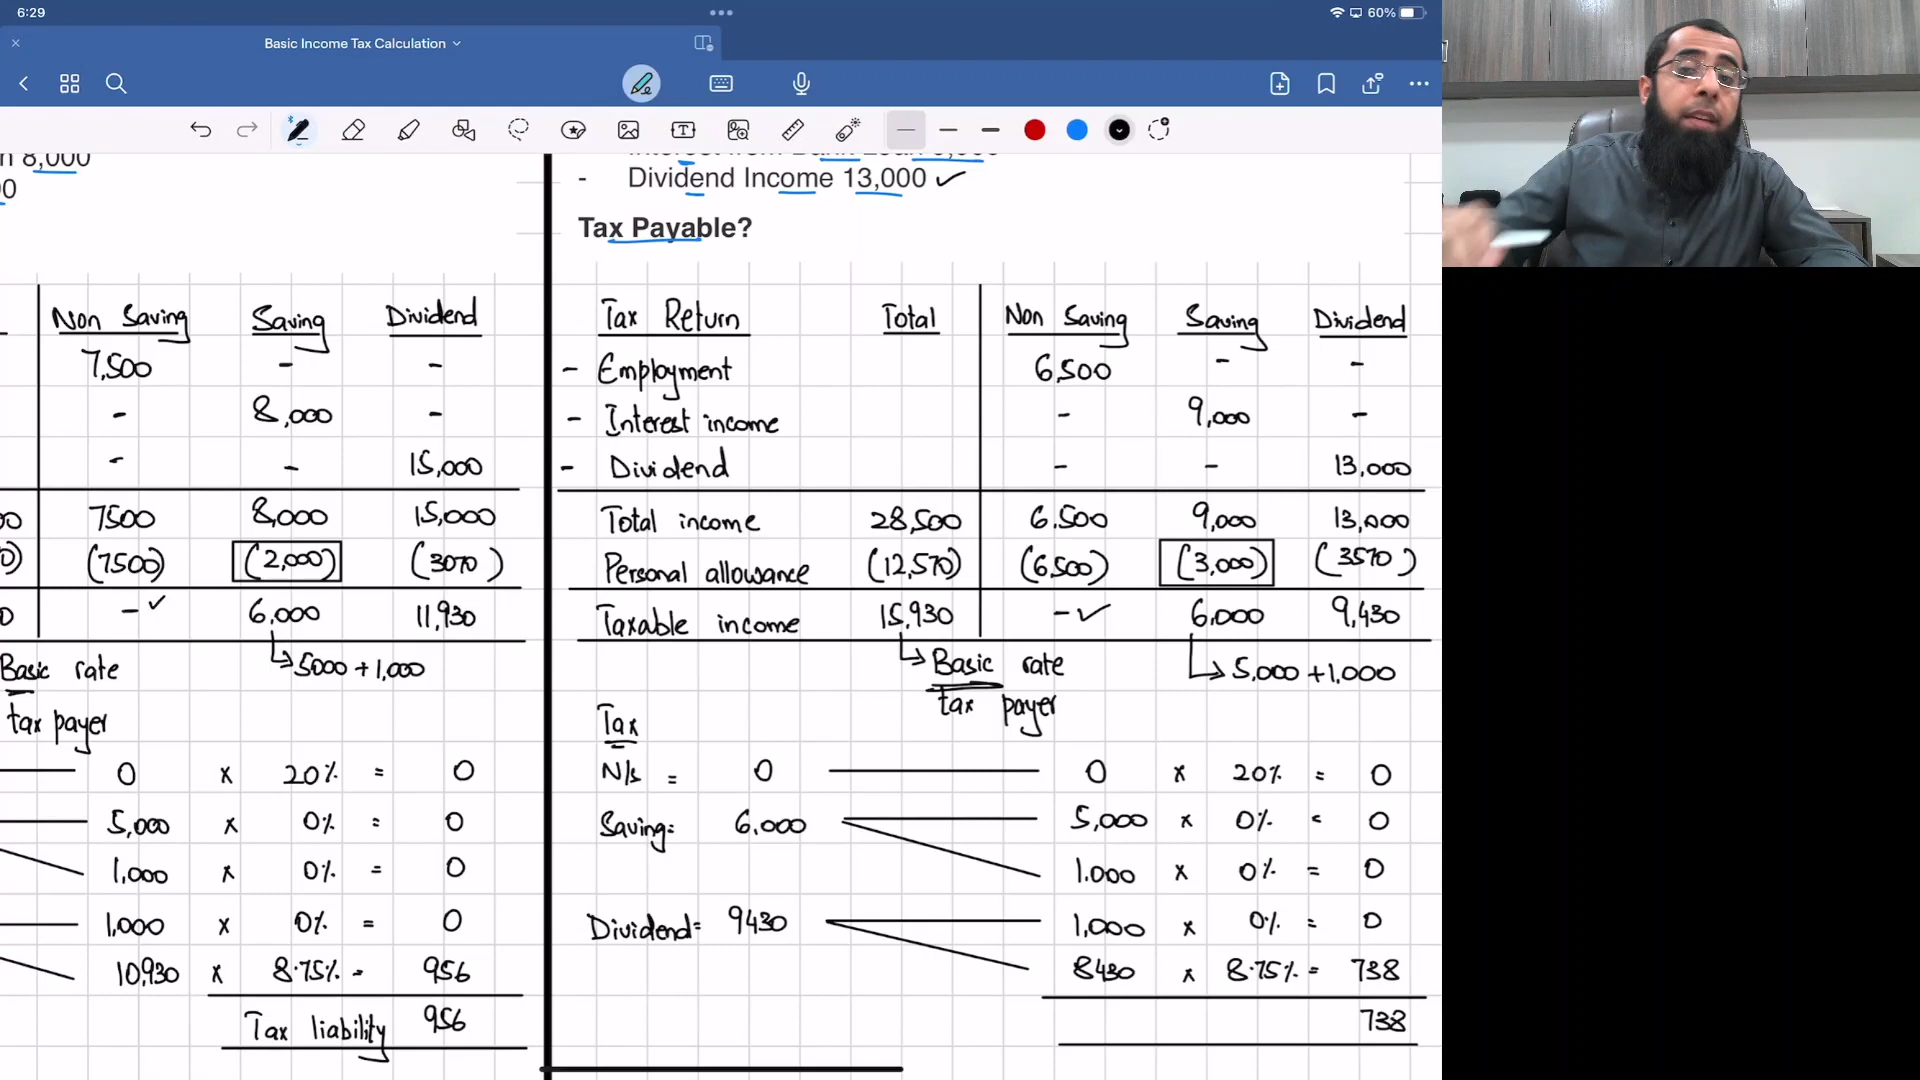 6:29
60%
Basic Income Tax Calculation
8,000
- Dividend Income 13,000 ✓
Tax Payable?
Non Saving Saving Dividend
7,500 - -
- 8,000 -
- - 15,000
7500 8,000 15,000
(7500) (2,000) (3070)
- ✓ 6,000 11,930
5000 + 1,000
Basic rate
tax payer
0 x 20% = 0
5,000 x 0% = 0
1,000 x 0% = 0
1,000 x 0% = 0
10,930 x 8.75% = 956
Tax liability 956
Tax Return Total Non Saving Saving Dividend
- Employment 6,500 - -
- Interest income - 9,000 -
- Dividend - - 13,000
Total income 28,500 6,500 9,000 13,000
Personal allowance (12,570) (6,500) (3,000) (3570)
Taxable income 15,930 - ✓ 6,000 9,430
Basic rate 5,000 + 1,000
tax payer
Tax
N/s = 0 0 x 20% = 0
Saving = 6,000 5,000 x 0% = 0
1,000 x 0% = 0
Dividend = 9430 1,000 x 0% = 0
8430 x 8.75% = 738
738